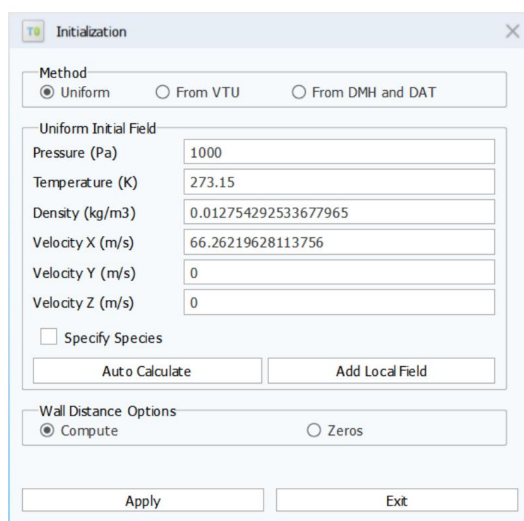 T0 Initialization
Method
Uniform From VTU From DMH and DAT
Uniform Initial Field
Pressure (Pa) 1000
Temperature (K) 273.15
Density (kg/m3) 0.012754292533677965
Velocity X (m/s) 66.26219628113756
Velocity Y (m/s) 0
Velocity Z (m/s) 0
Specify Species
Auto Calculate Add Local Field
Wall Distance Options
Compute Zeros
Apply Exit